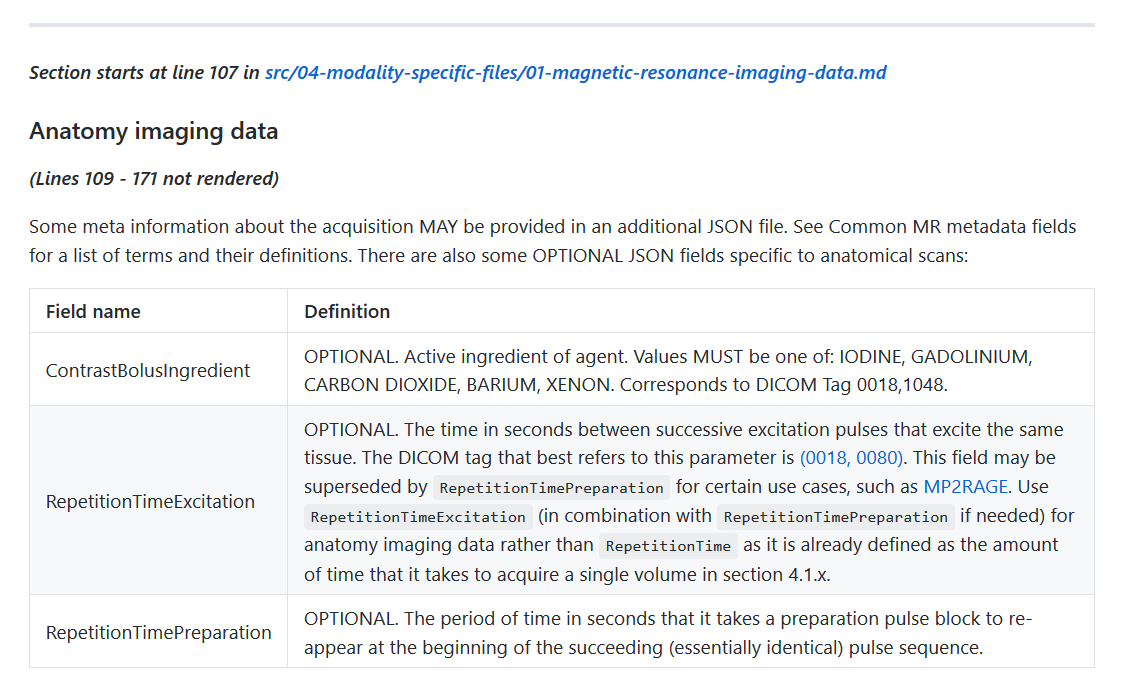 Section starts at line 107 in src/04-modality-specific-files/01-magnetic-resonance-imaging-data.md
Anatomy imaging data
(Lines 109 - 171 not rendered)
Some meta information about the acquisition MAY be provided in an additional JSON file. See Common MR metadata fields
for a list of terms and their definitions. There are also some OPTIONAL JSON fields specific to anatomical scans:
Field name
Definition
ContrastBolusIngredient
OPTIONAL. Active ingredient of agent. Values MUST be one of: IODINE, GADOLINIUM,
CARBON DIOXIDE, BARIUM, XENON. Corresponds to DICOM Tag 0018,1048.
RepetitionTimeExcitation
OPTIONAL. The time in seconds between successive excitation pulses that excite the same
tissue. The DICOM tag that best refers to this parameter is (0018, 0080). This field may be
superseded by RepetitionTimePreparation for certain use cases, such as MP2RAGE. Use
RepetitionTimeExcitation (in combination with RepetitionTimePreparation if needed) for
anatomy imaging data rather than RepetitionTime as it is already defined as the amount
of time that it takes to acquire a single volume in section 4.1.x.
RepetitionTimePreparation
OPTIONAL. The period of time in seconds that it takes a preparation pulse block to re-
appear at the beginning of the succeeding (essentially identical) pulse sequence.